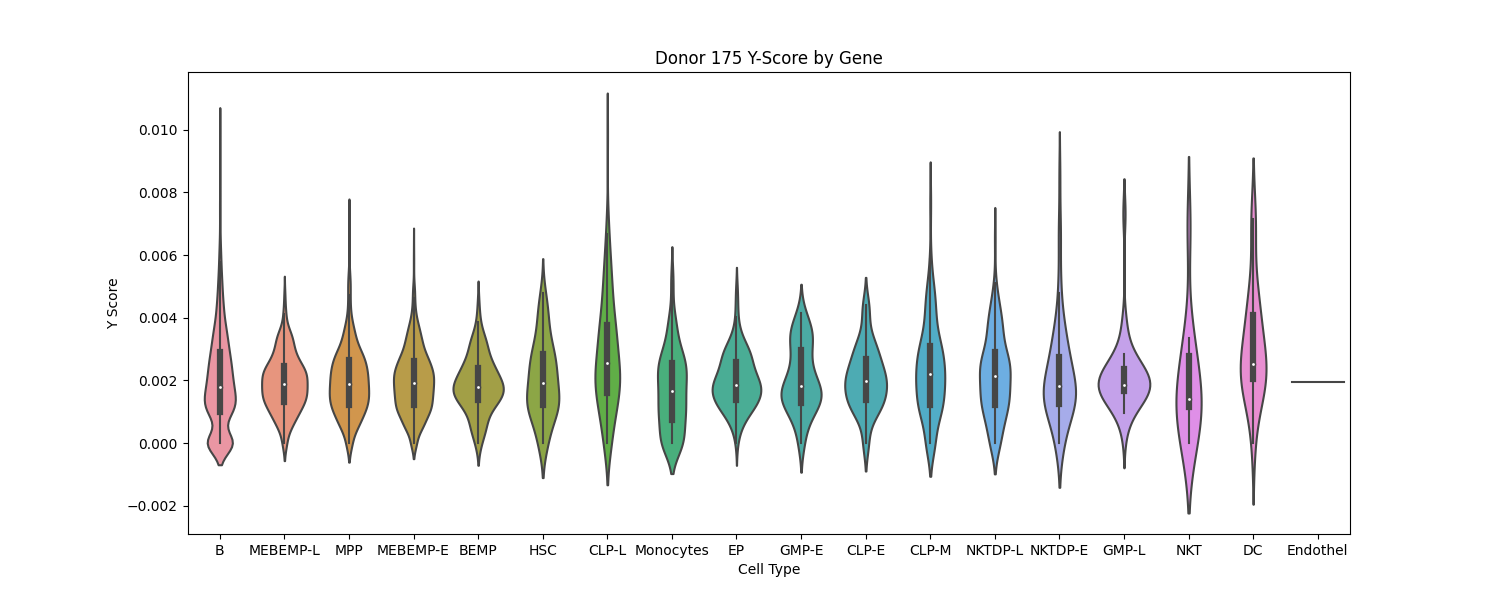 Donor 175 Y-Score by Gene
Y Score
0.010
0.008
0.006
0.004
0.002
0.000
−0.002
B MEBEMP-L MPP MEBEMP-E BEMP HSC CLP-L Monocytes EP GMP-E CLP-E CLP-M NKTDP-L NKTDP-E GMP-L NKT DC Endothel
Cell Type